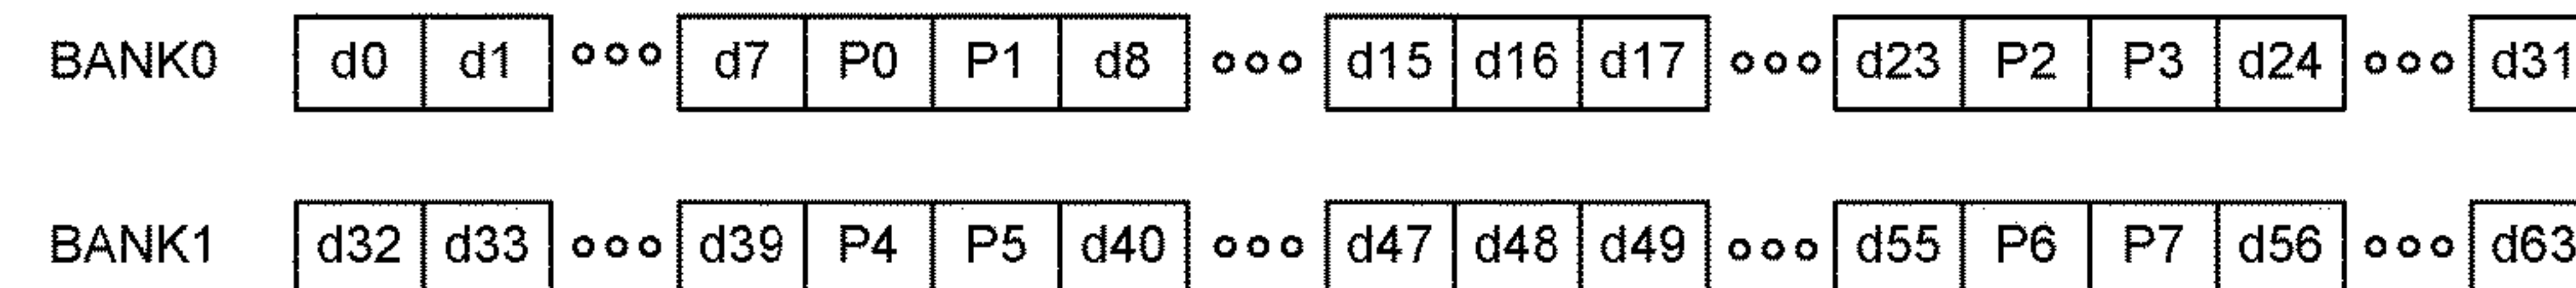 BANK0 d0 d1 ooo d7 P0 P1 d8 ooo d15 d16 d17 ooo d23 P2 P3 d24 ooo d31
BANK1 d32 d33 ooo d39 P4 P5 d40 ooo d47 d48 d49 ooo d55 P6 P7 d56 ooo d63